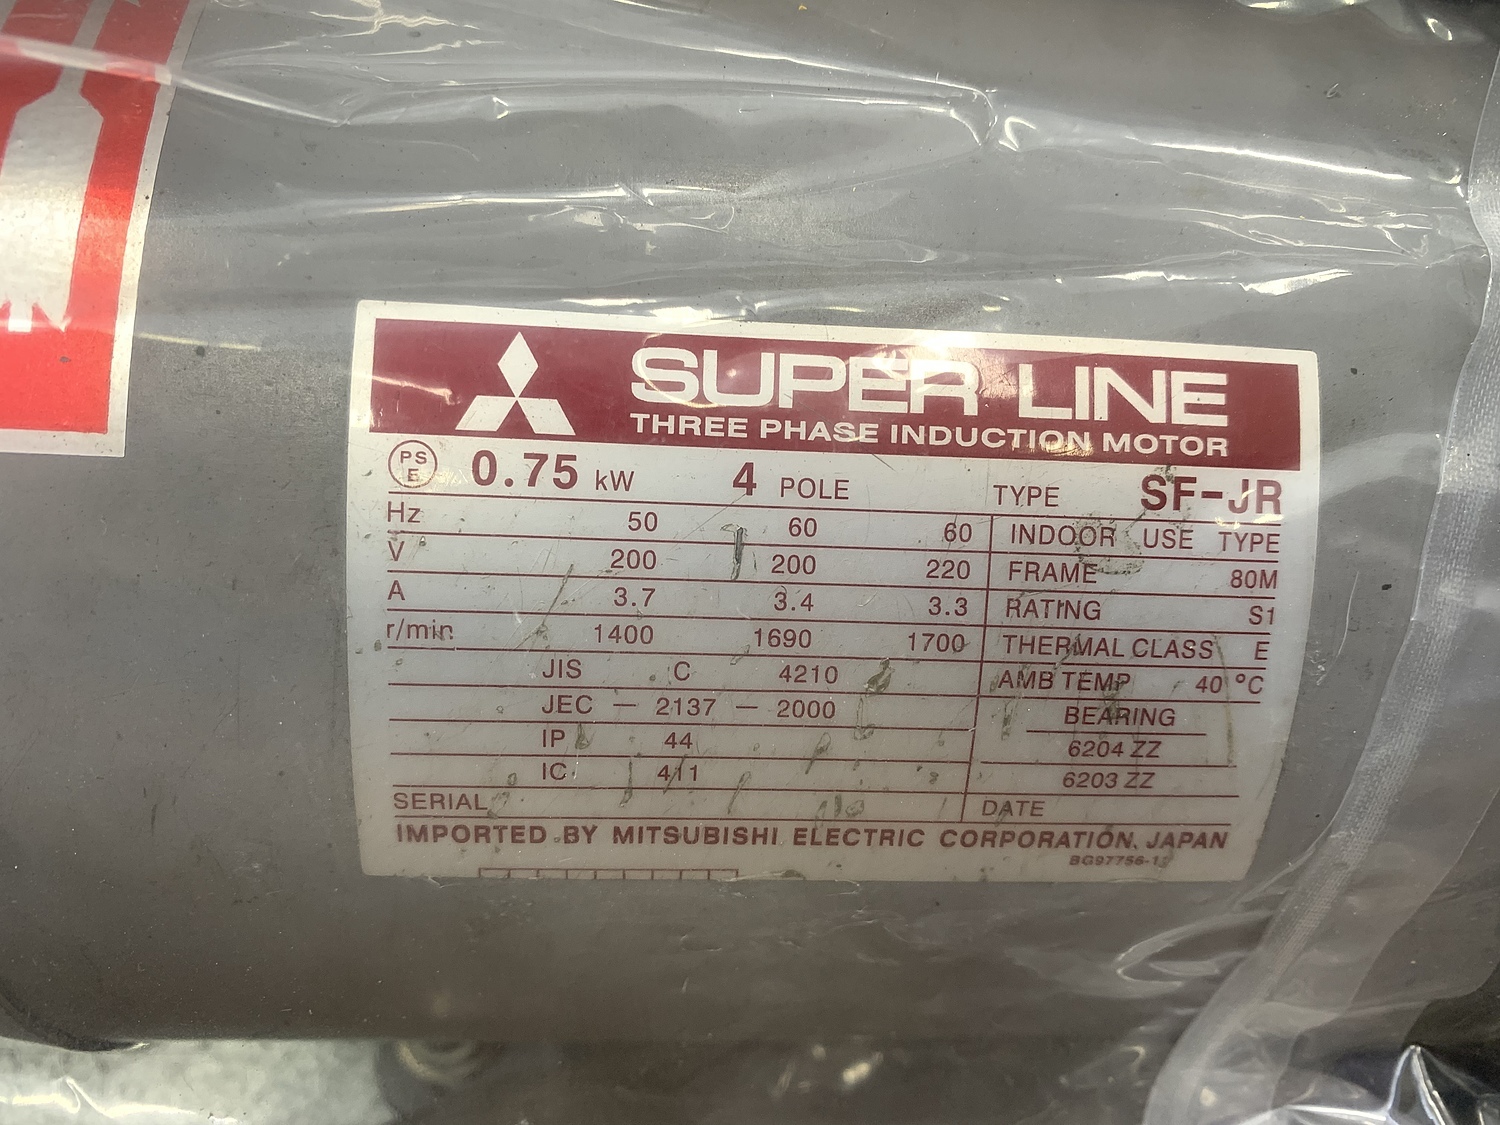 SUPER LINE
THREE PHASE INDUCTION MOTOR
PS E 0.75 kW 4 POLE TYPE SF-JR
Hz 50 60 60 INDOOR USE TYPE
V 200 200 220 FRAME 80M
A 3.7 3.4 3.3 RATING S1
r/min 1400 1690 1700 THERMAL CLASS E
JIS C 4210 AMB TEMP 40 °C
JEC — 2137 — 2000 BEARING
IP 44 6204 ZZ
IC 411 6203 ZZ
SERIAL DATE
IMPORTED BY MITSUBISHI ELECTRIC CORPORATION, JAPAN